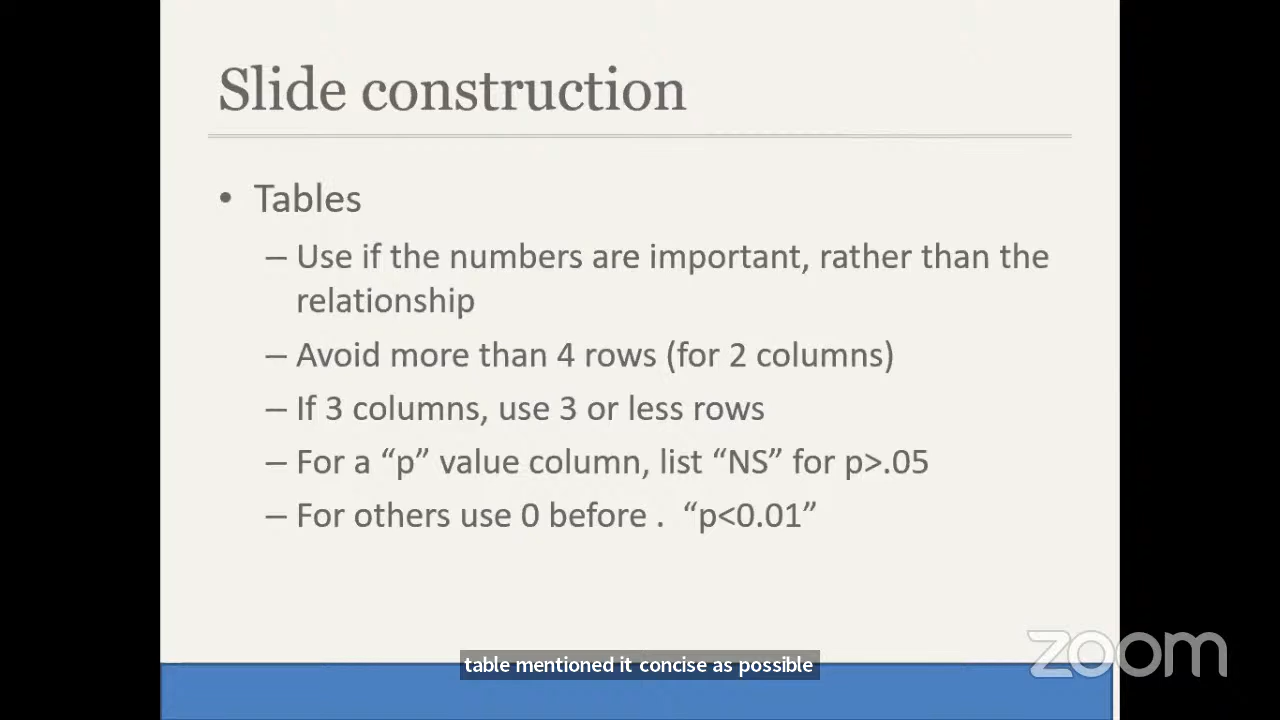 Slide construction
• Tables
– Use if the numbers are important, rather than the
relationship
– Avoid more than 4 rows (for 2 columns)
– If 3 columns, use 3 or less rows
– For a “p” value column, list “NS” for p>.05
– For others use 0 before .  “p<0.01”
table mentioned it concise as possible
zoom